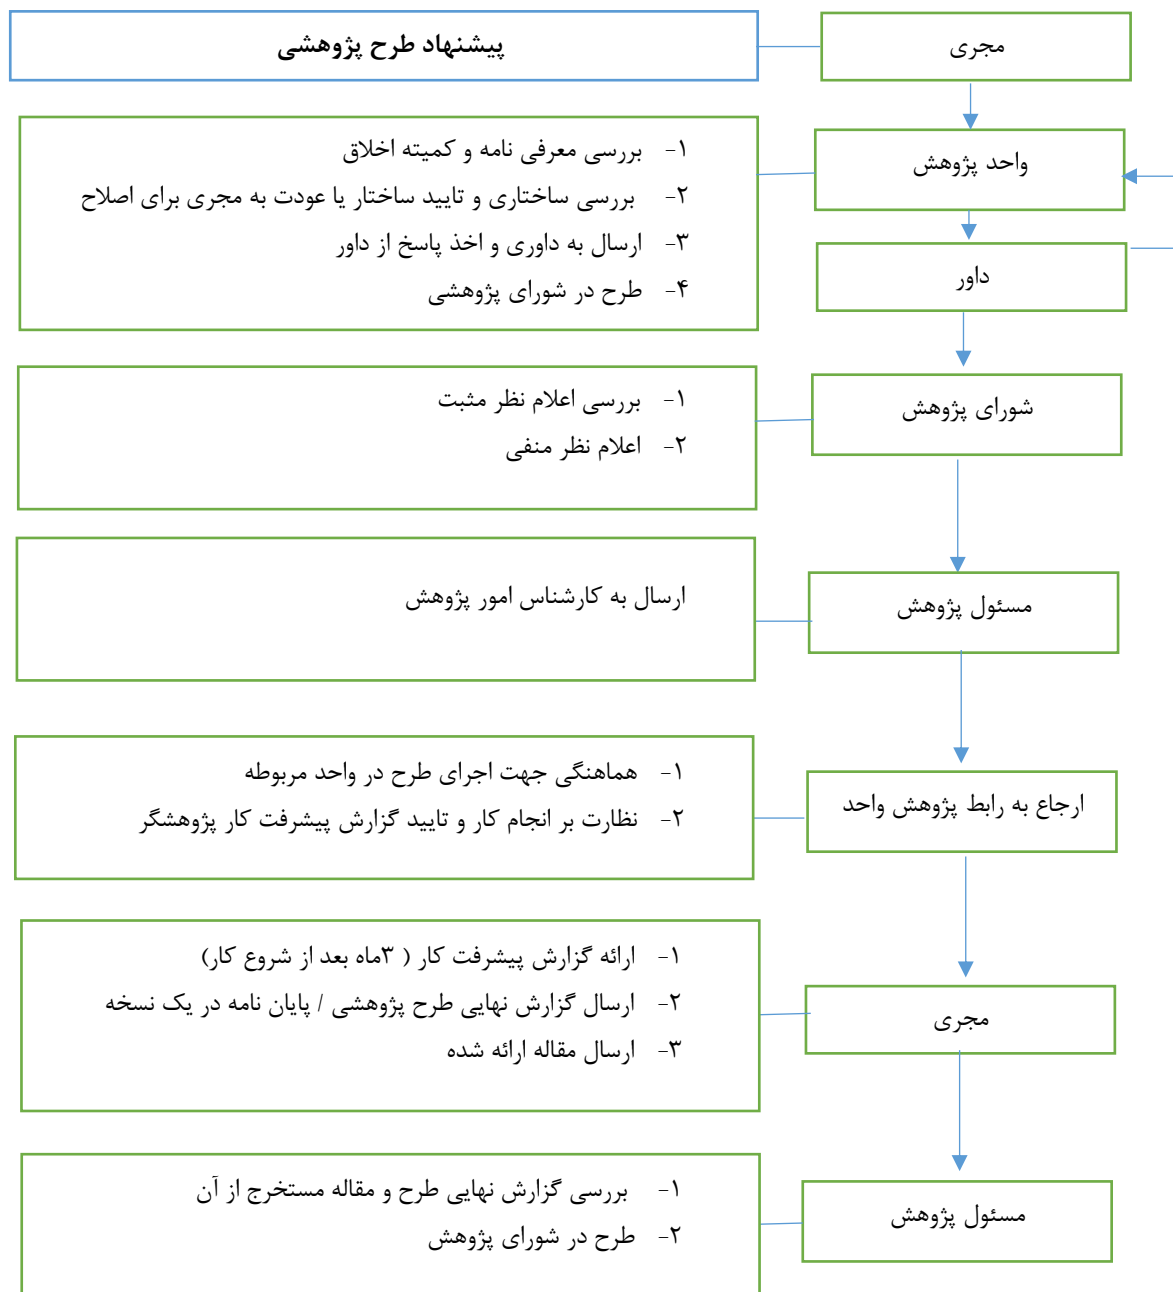 مجری
پیشنهاد طرح پژوهشی
واحد پژوهش
۱- بررسی معرفی نامه و کمیته اخلاق
۲- بررسی ساختاری و تایید ساختار یا عودت به مجری برای اصلاح
۳- ارسال به داوری و اخذ پاسخ از داور
۴- طرح در شورای پژوهشی
داور
شورای پژوهش
۱- بررسی اعلام نظر مثبت
۲- اعلام نظر منفی
مسئول پژوهش
ارسال به کارشناس امور پژوهش
ارجاع به رابط پژوهش واحد
۱- هماهنگی جهت اجرای طرح در واحد مربوطه
۲- نظارت بر انجام کار و تایید گزارش پیشرفت کار پژوهشگر
مجری
۱- ارائه گزارش پیشرفت کار ( ۳ماه بعد از شروع کار)
۲- ارسال گزارش نهایی طرح پژوهشی / پایان نامه در یک نسخه
۳- ارسال مقاله ارائه شده
مسئول پژوهش
۱- بررسی گزارش نهایی طرح و مقاله مستخرج از آن
۲- طرح در شورای پژوهش